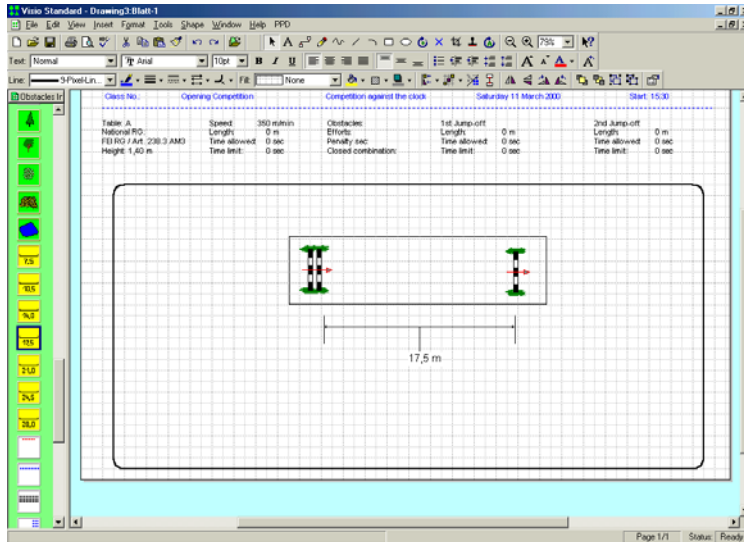 Visio Standard - Drawing3:Blatt-1
File Edit View Insert Format Tools Shape Window Help PPD
79%
Text: Normal Arial 10pt B I U
Line: 3-Pixel-Lin... Fill: None
Obstacles Ir
Class No.: Opening Competition Competition against the clock Saturday 11 March 2000 Start: 15:30
Table: A Speed: 350 m/min Obstacles: 1st Jump-off: 2nd Jump-off:
National RG: Length: 0 m Efforts: Length: 0 m Length: 0 m
FEI RG / Art. 238.3 AM3 Time allowed: 0 sec Penalty sec: Time allowed: 0 sec Time allowed: 0 sec
Height: 1,40 m Time limit: 0 sec Closed combination: Time limit: 0 sec Time limit: 0 sec
7,5
10,5
14,0
17,5
21,0
24,5
28,0
17,5 m
Page 1/1 Status: Ready